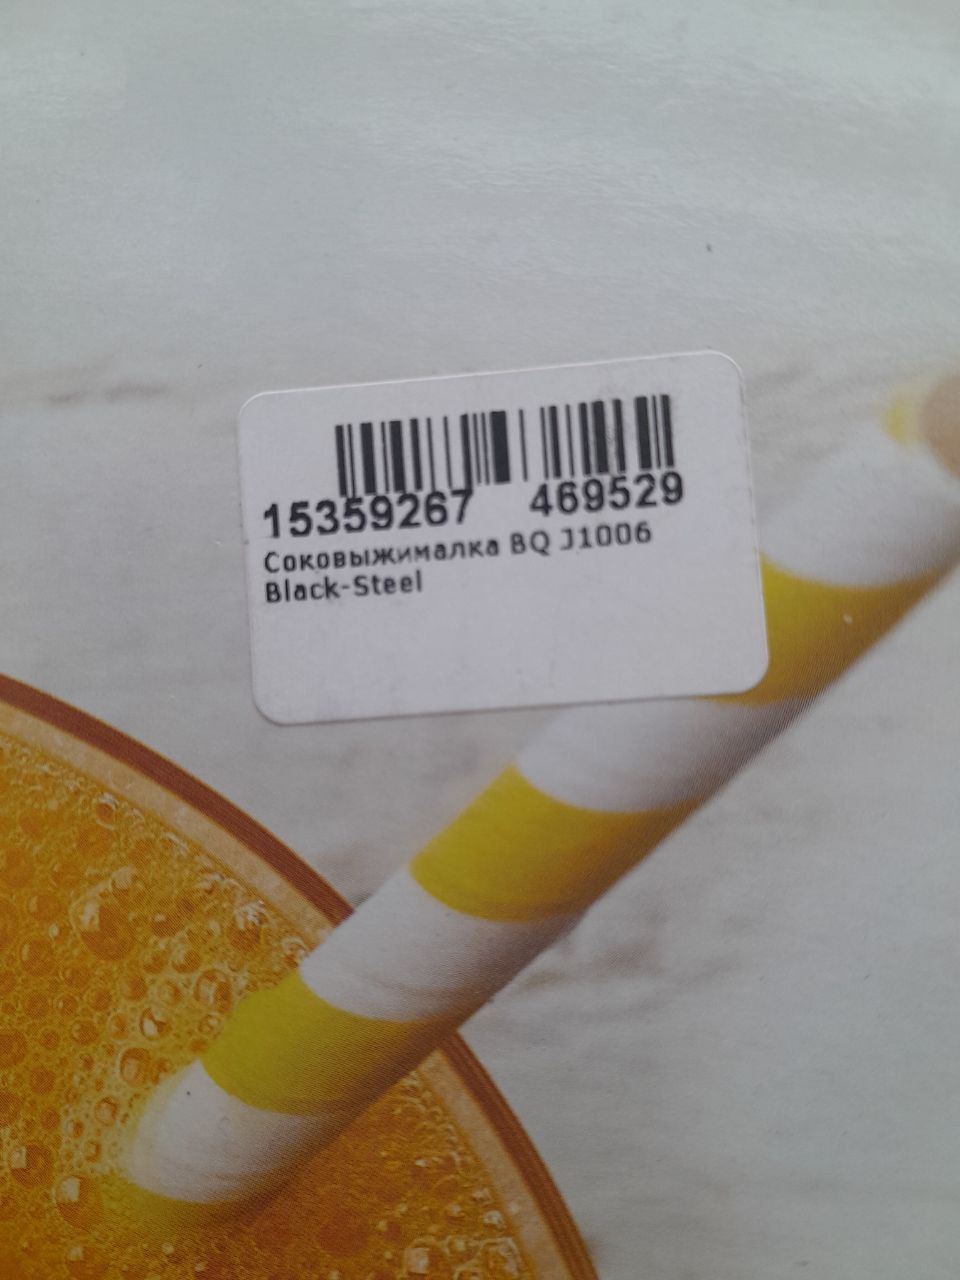 15359267 469529
Соковыжималка BQ J1006
Black-Steel